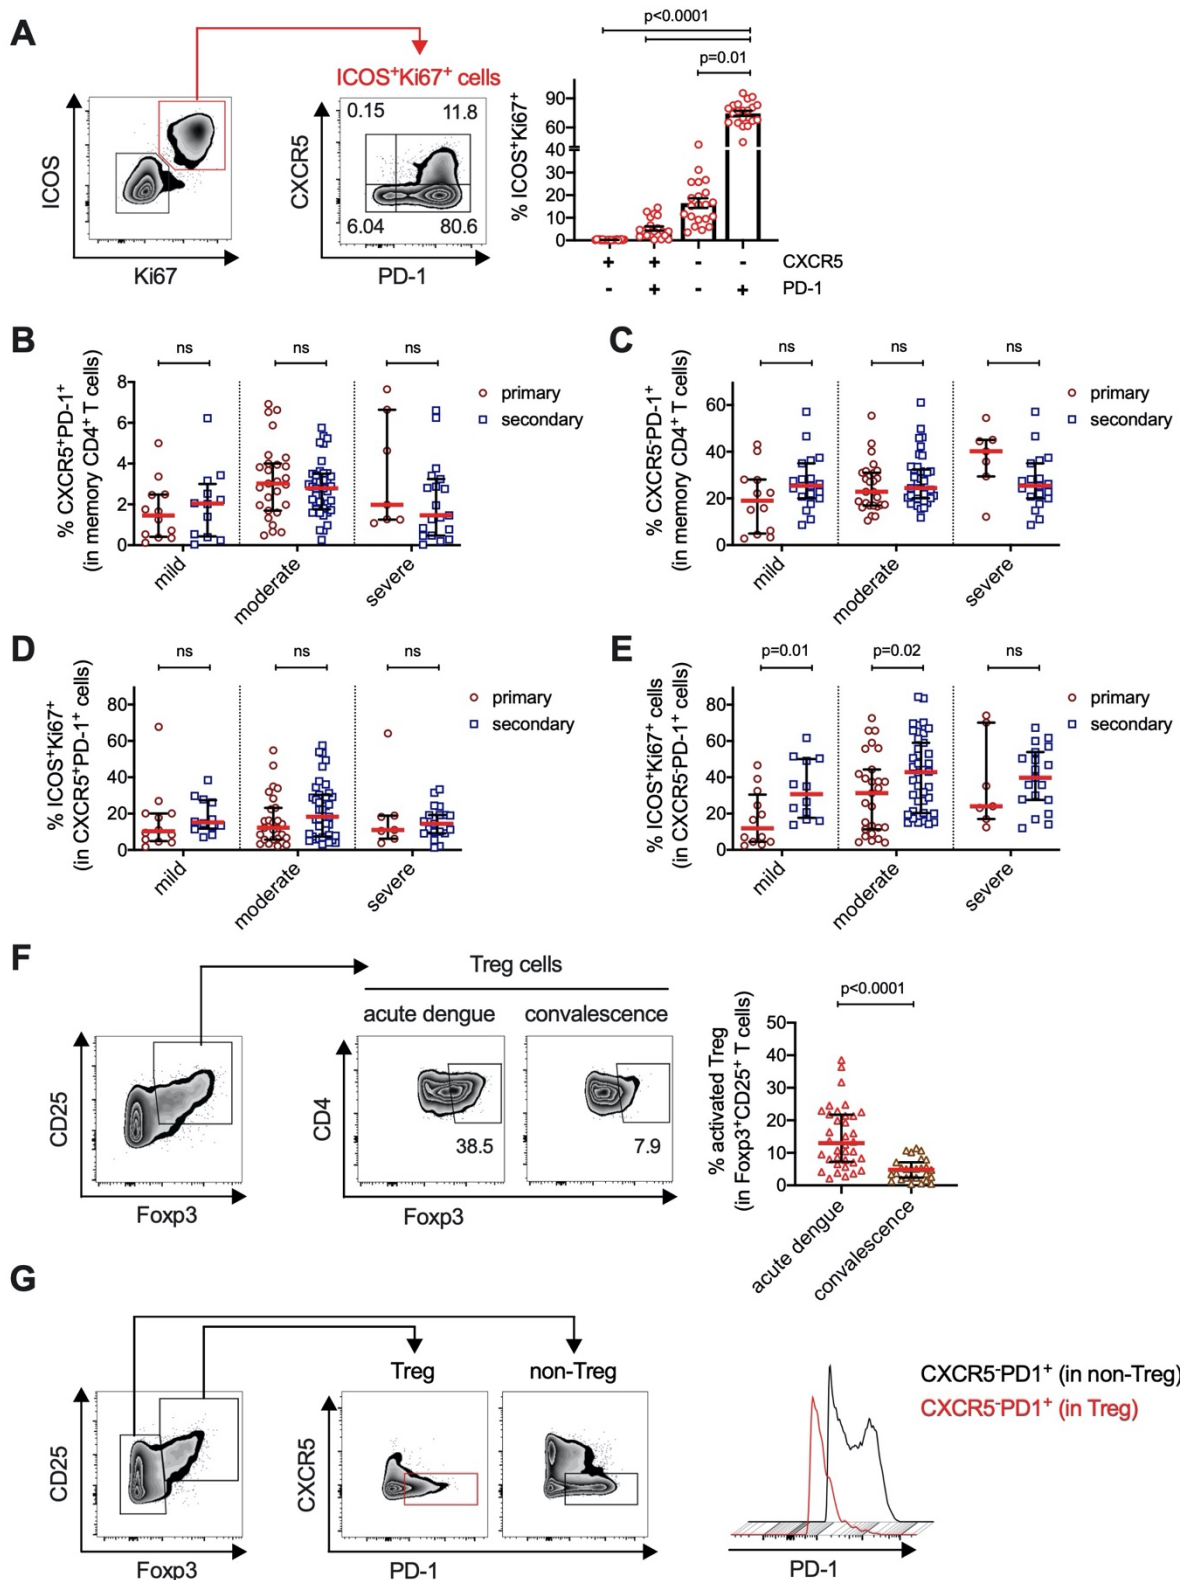 A
ICOS⁺Ki67⁺ cells
ICOS
Ki67
0.15 11.8
6.04 80.6
CXCR5
PD-1
p<0.0001
p=0.01
% ICOS⁺Ki67⁺
90
60
40
30
20
10
0
+ + - - CXCR5
- + - + PD-1
B
% CXCR5⁺PD-1⁺
(in memory CD4⁺ T cells)
ns ns ns
8
6
4
2
0
mild moderate severe
primary
secondary
C
% CXCR5⁻PD-1⁺
(in memory CD4⁺ T cells)
ns ns ns
60
40
20
0
mild moderate severe
primary
secondary
D
% ICOS⁺Ki67⁺
(in CXCR5⁺PD-1⁺ cells)
ns ns ns
80
60
40
20
0
mild moderate severe
primary
secondary
E
% ICOS⁺Ki67⁺ cells
(in CXCR5⁻PD-1⁺ cells)
p=0.01 p=0.02 ns
80
60
40
20
0
mild moderate severe
primary
secondary
F
CD25
Foxp3
Treg cells
acute dengue convalescence
CD4
38.5 7.9
Foxp3
p<0.0001
% activated Treg
(in Foxp3⁺CD25⁺ T cells)
50
40
30
20
10
0
acute dengue convalescence
G
CD25
Foxp3
Treg non-Treg
CXCR5
PD-1
CXCR5⁻PD1⁺ (in non-Treg)
CXCR5⁻PD1⁺ (in Treg)
PD-1